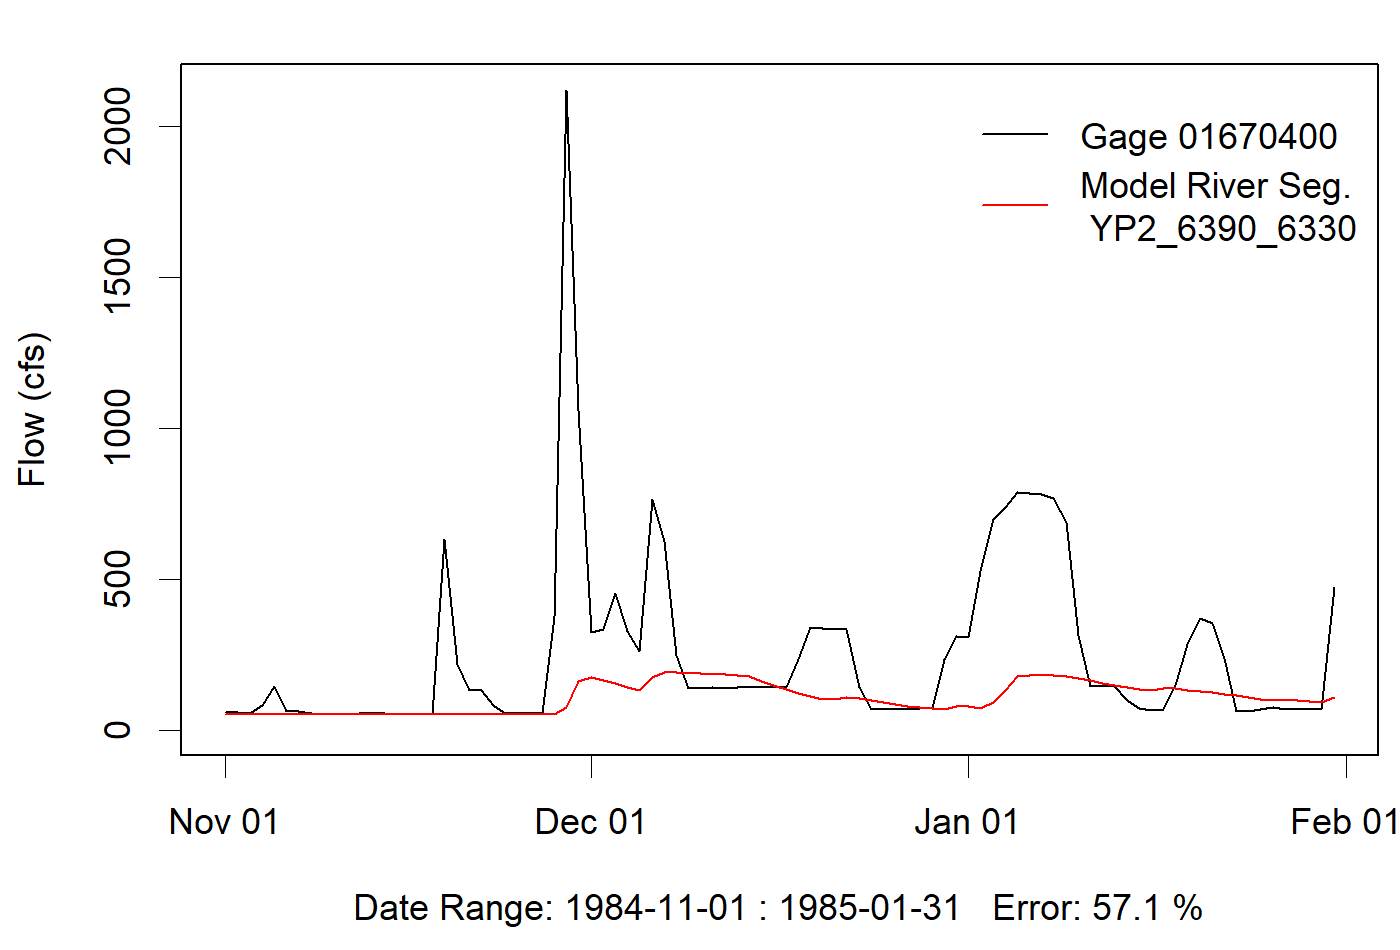 Gage 01670400
Model River Seg.
YP2_6390_6330
Flow (cfs)
2000
1500
1000
500
0
Nov 01
Dec 01
Jan 01
Feb 01
Date Range: 1984-11-01 : 1985-01-31 Error: 57.1 %